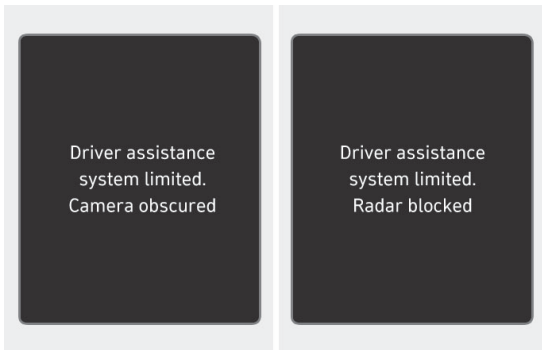 Driver assistance
system limited.
Camera obscured
Driver assistance
system limited.
Radar blocked